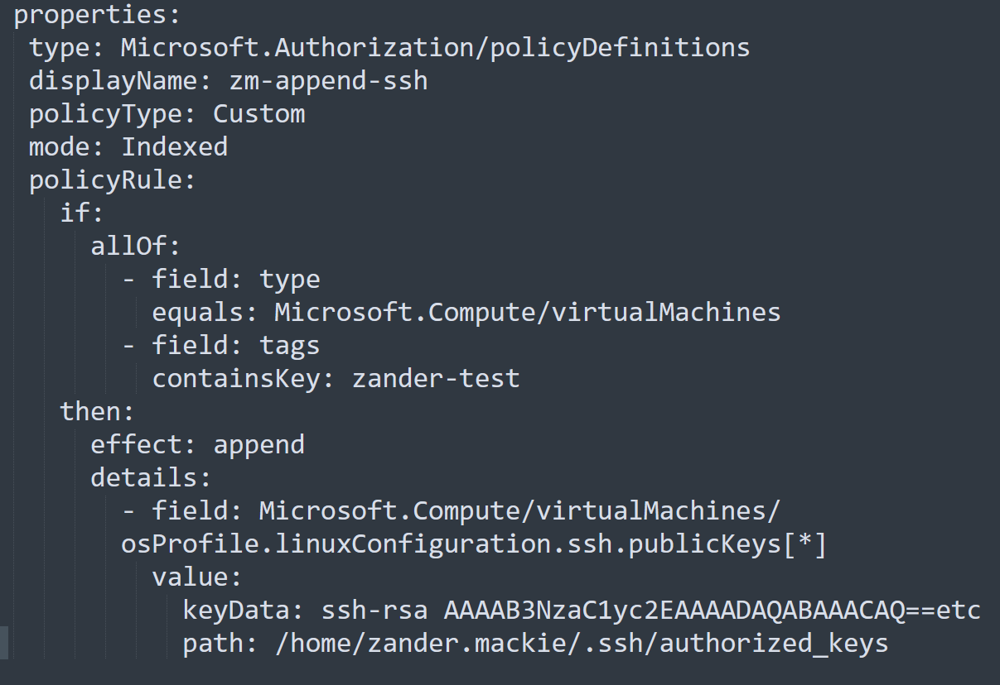 properties:
type: Microsoft.Authorization/policyDefinitions
displayName: zm-append-ssh
policyType: Custom
mode: Indexed
policyRule:
if:
allOf:
- field: type
equals: Microsoft.Compute/virtualMachines
- field: tags
containsKey: zander-test
then:
effect: append
details:
- field: Microsoft.Compute/virtualMachines/
osProfile.linuxConfiguration.ssh.publicKeys[*]
value:
keyData: ssh-rsa AAAAB3NzaC1yc2EAAAADAQABAAACAQ==etc
path: /home/zander.mackie/.ssh/authorized_keys